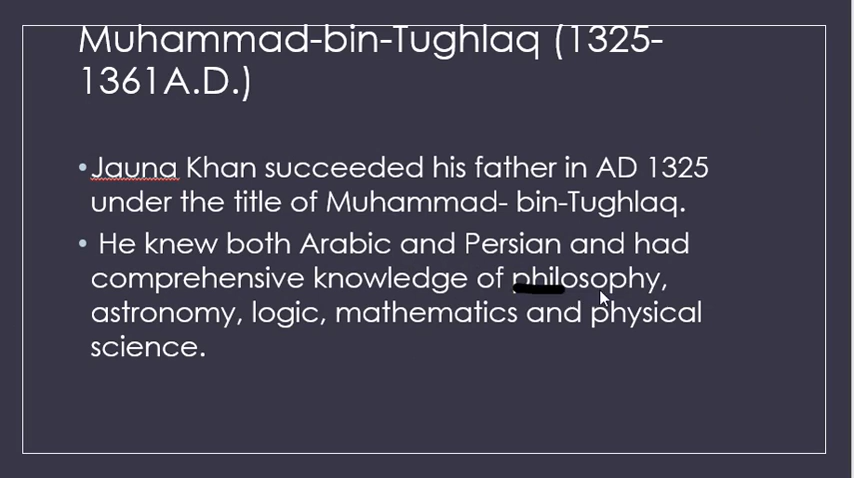 Muhammad-bin-Tughlaq (1325-
1361A.D.)
•Jauna Khan succeeded his father in AD 1325
under the title of Muhammad- bin-Tughlaq.
• He knew both Arabic and Persian and had
comprehensive knowledge of philosophy,
astronomy, logic, mathematics and physical
science.